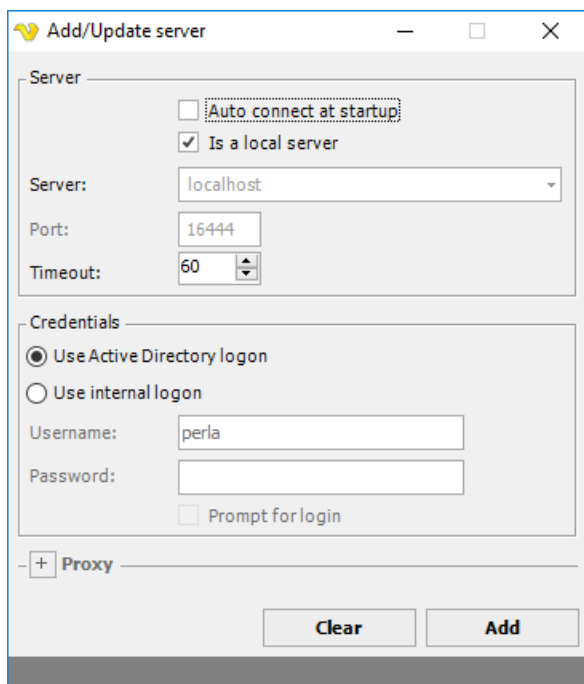 Add/Update server
Server
Auto connect at startup
Is a local server
Server: localhost
Port: 16444
Timeout: 60
Credentials
Use Active Directory logon
Use internal logon
Username: perla
Password:
Prompt for login
+ Proxy
Clear Add